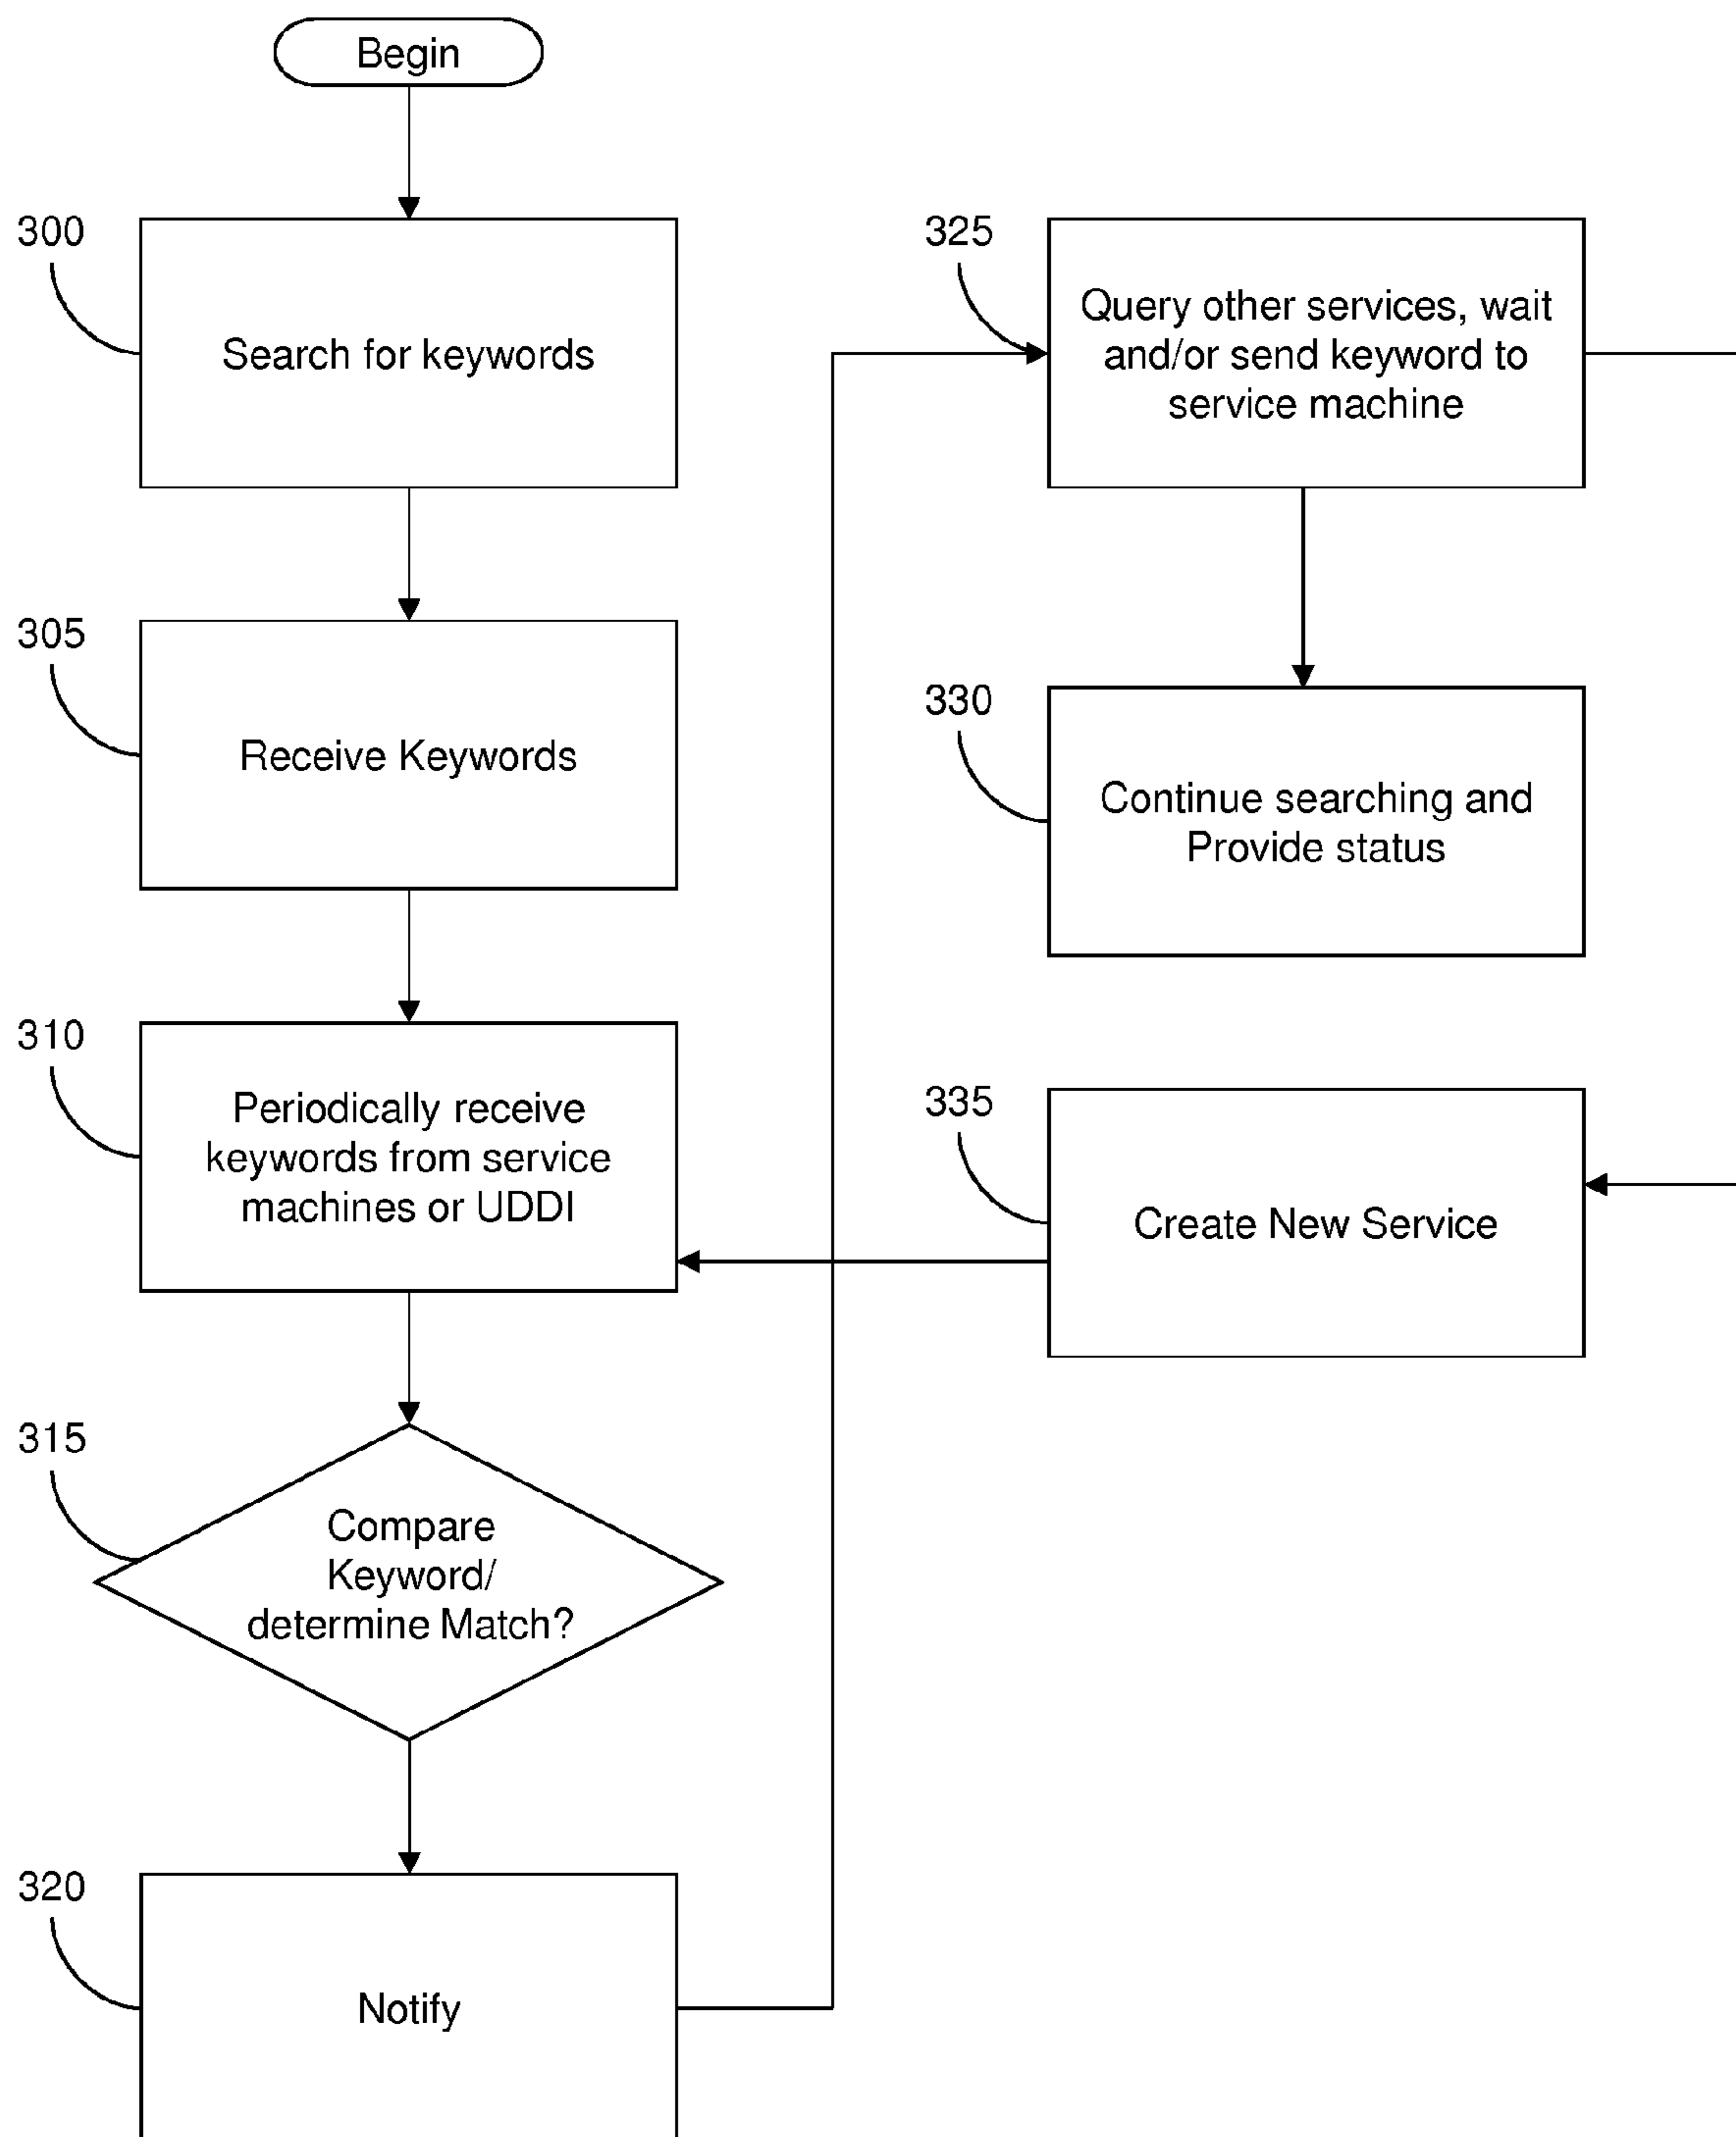 Begin
300
Search for keywords
305
Receive Keywords
310
Periodically receive
keywords from service
machines or UDDI
315
Compare
Keyword/
determine Match?
320
Notify
325
Query other services, wait
and/or send keyword to
service machine
330
Continue searching and
Provide status
335
Create New Service